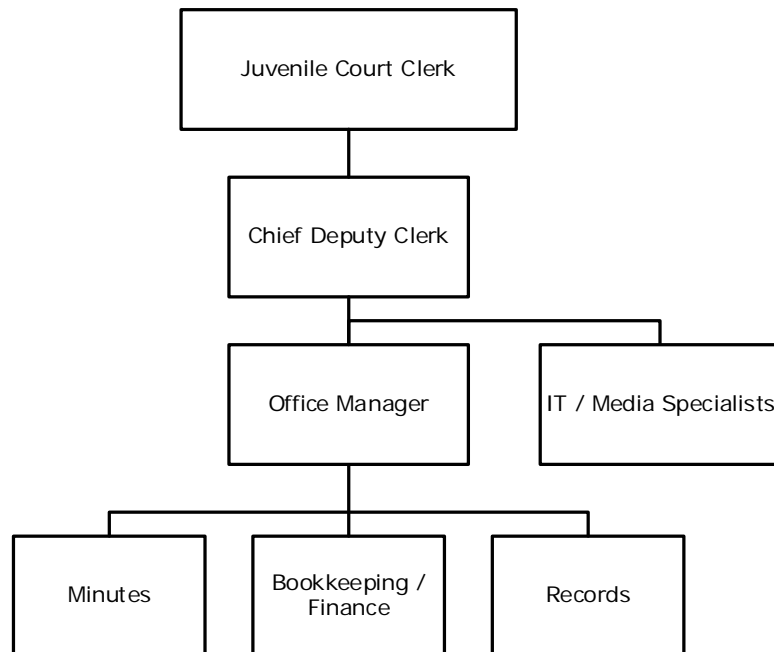 Juvenile Court Clerk
Chief Deputy Clerk
Office Manager
IT / Media Specialists
Minutes
Bookkeeping /
Finance
Records